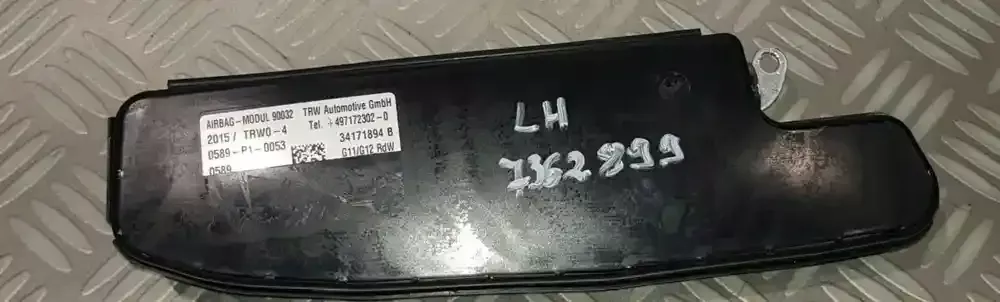 AIRBAG-MODUL 90032 TRW Automotive GmbH
2015/ TRWO-4 Tel. +497172302-0
0589-P1-0053 34171894 B
0589 G11/G12 RdW
LH
7362899